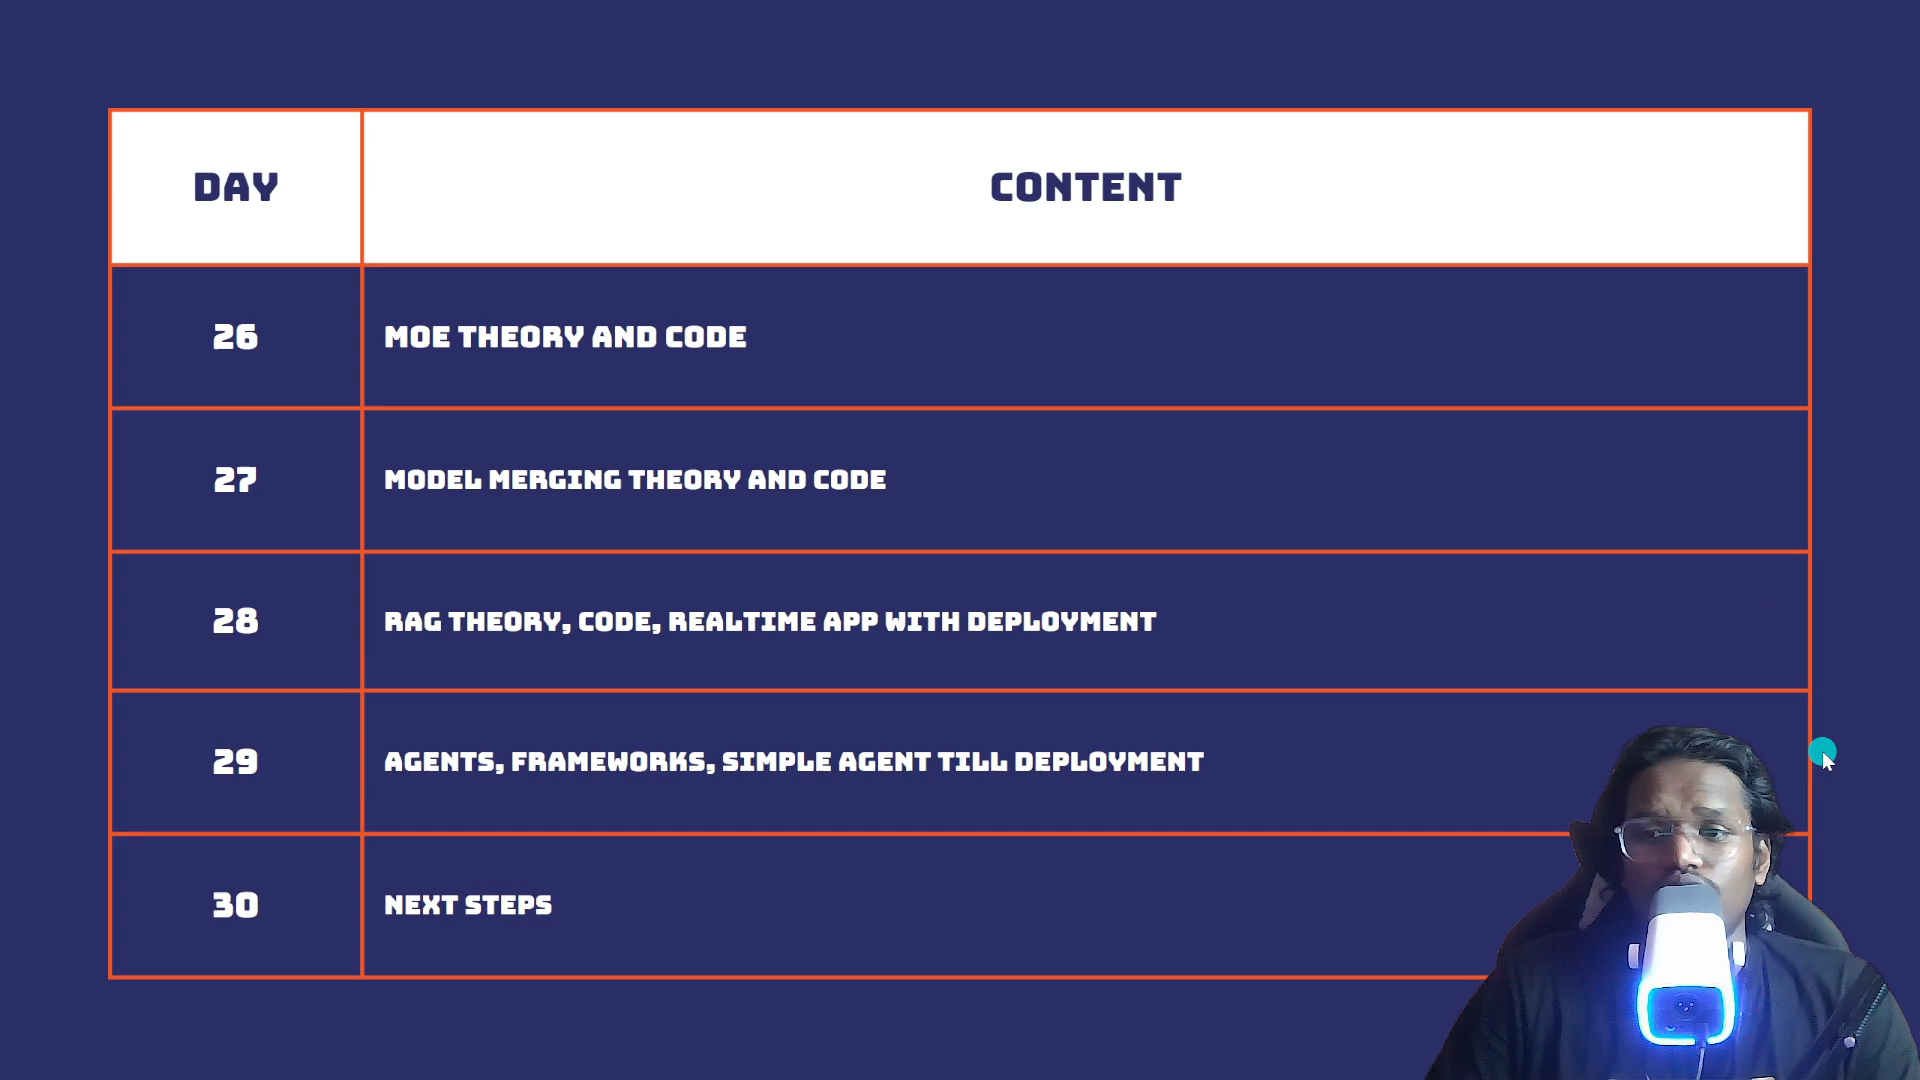 DAY CONTENT
26 MOE THEORY AND CODE
27 MODEL MERGING THEORY AND CODE
28 RAG THEORY, CODE, REALTIME APP WITH DEPLOYMENT
29 AGENTS, FRAMEWORKS, SIMPLE AGENT TILL DEPLOYMENT
30 NEXT STEPS